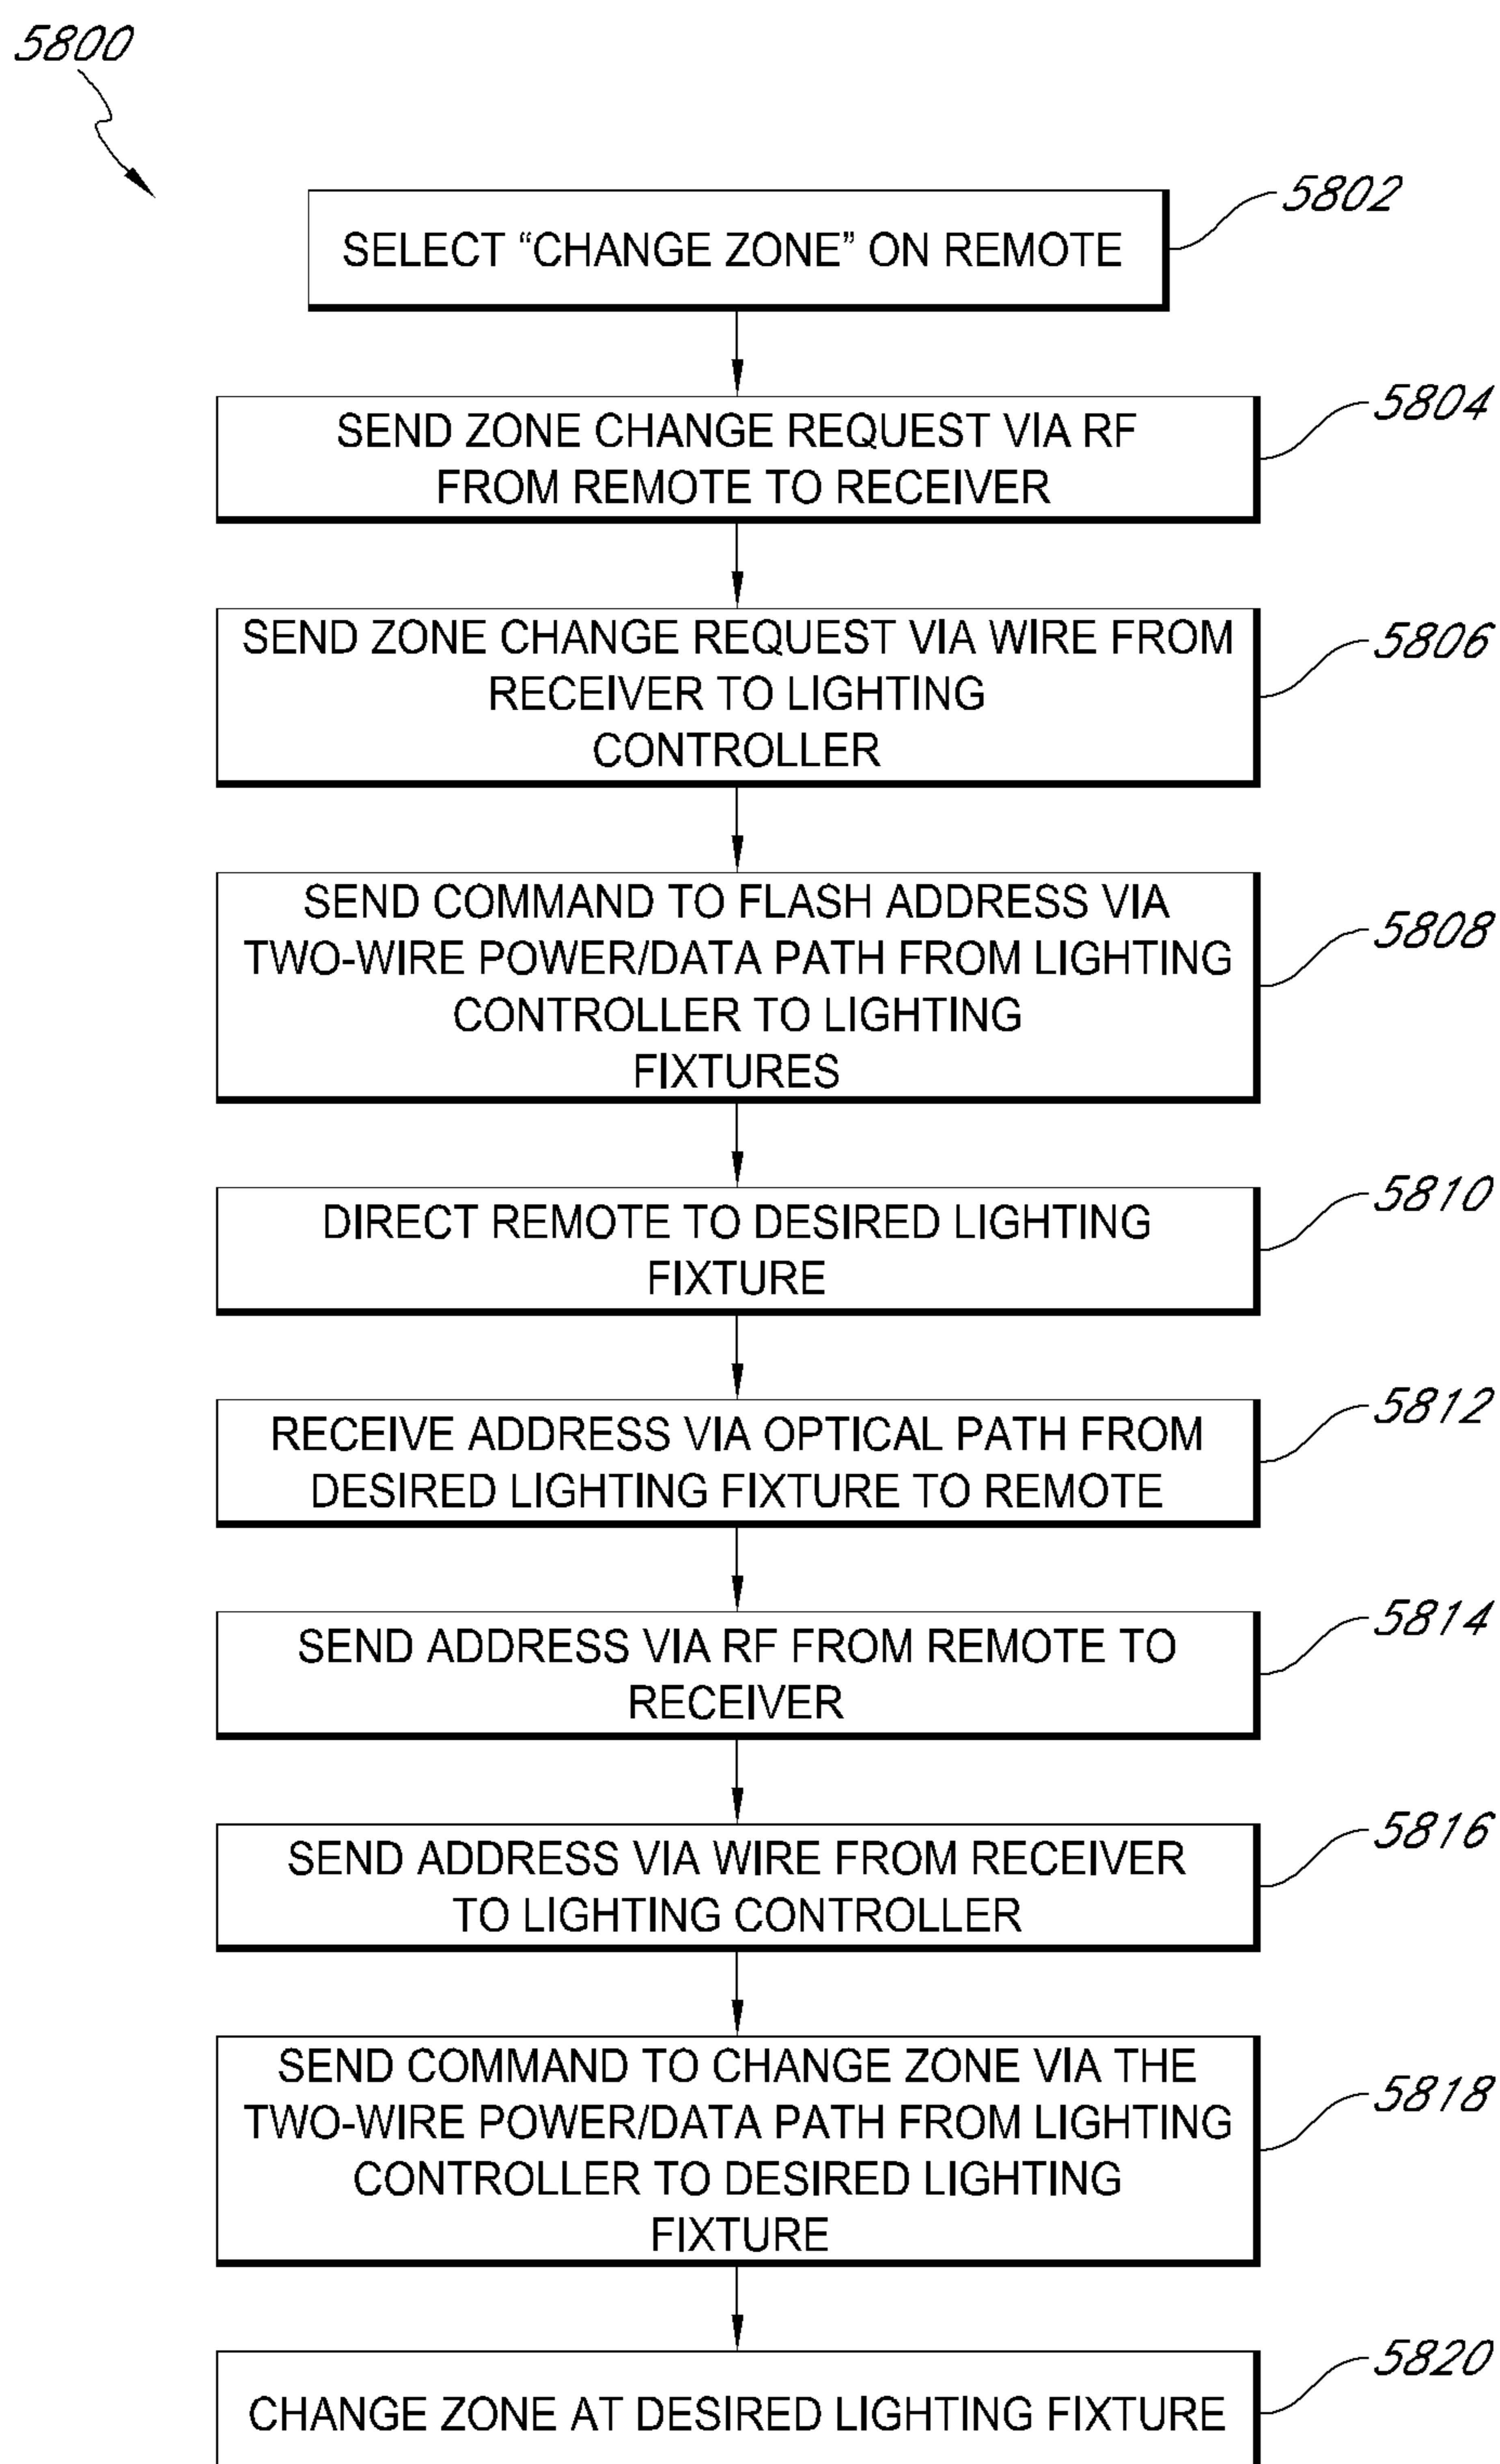 5800
5802
SELECT “CHANGE ZONE” ON REMOTE
5804
SEND ZONE CHANGE REQUEST VIA RF
FROM REMOTE TO RECEIVER
5806
SEND ZONE CHANGE REQUEST VIA WIRE FROM
RECEIVER TO LIGHTING
CONTROLLER
5808
SEND COMMAND TO FLASH ADDRESS VIA
TWO-WIRE POWER/DATA PATH FROM LIGHTING
CONTROLLER TO LIGHTING
FIXTURES
5810
DIRECT REMOTE TO DESIRED LIGHTING
FIXTURE
5812
RECEIVE ADDRESS VIA OPTICAL PATH FROM
DESIRED LIGHTING FIXTURE TO REMOTE
5814
SEND ADDRESS VIA RF FROM REMOTE TO
RECEIVER
5816
SEND ADDRESS VIA WIRE FROM RECEIVER
TO LIGHTING CONTROLLER
5818
SEND COMMAND TO CHANGE ZONE VIA THE
TWO-WIRE POWER/DATA PATH FROM LIGHTING
CONTROLLER TO DESIRED LIGHTING
FIXTURE
5820
CHANGE ZONE AT DESIRED LIGHTING FIXTURE